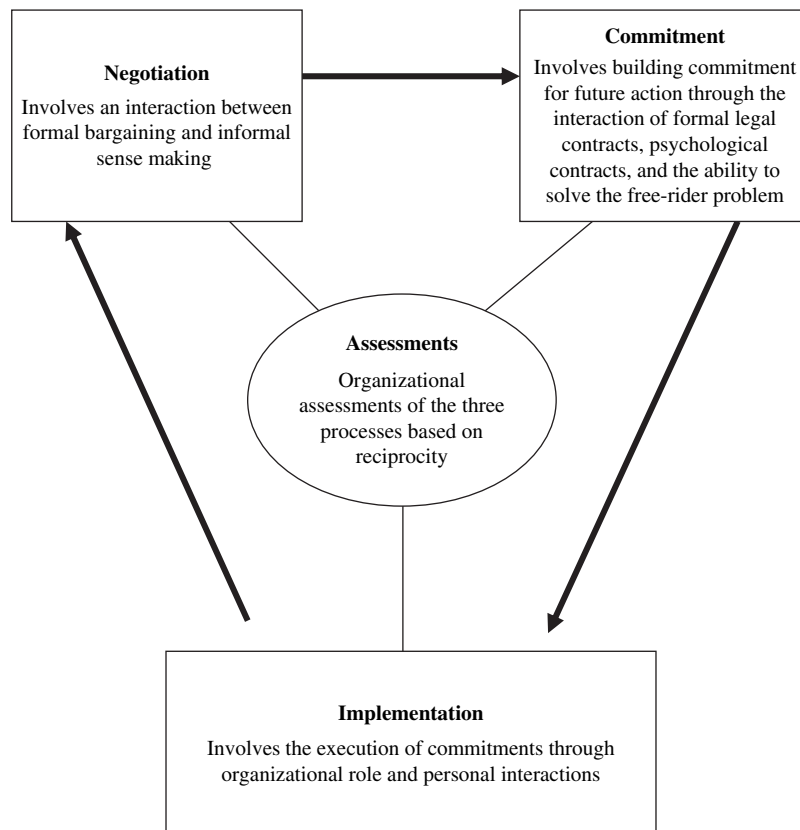 Negotiation
Involves an interaction between
formal bargaining and informal
sense making
Commitment
Involves building commitment
for future action through the
interaction of formal legal
contracts, psychological
contracts, and the ability to
solve the free-rider problem
Assessments
Organizational
assessments of the three
processes based on
reciprocity
Implementation
Involves the execution of commitments through
organizational role and personal interactions